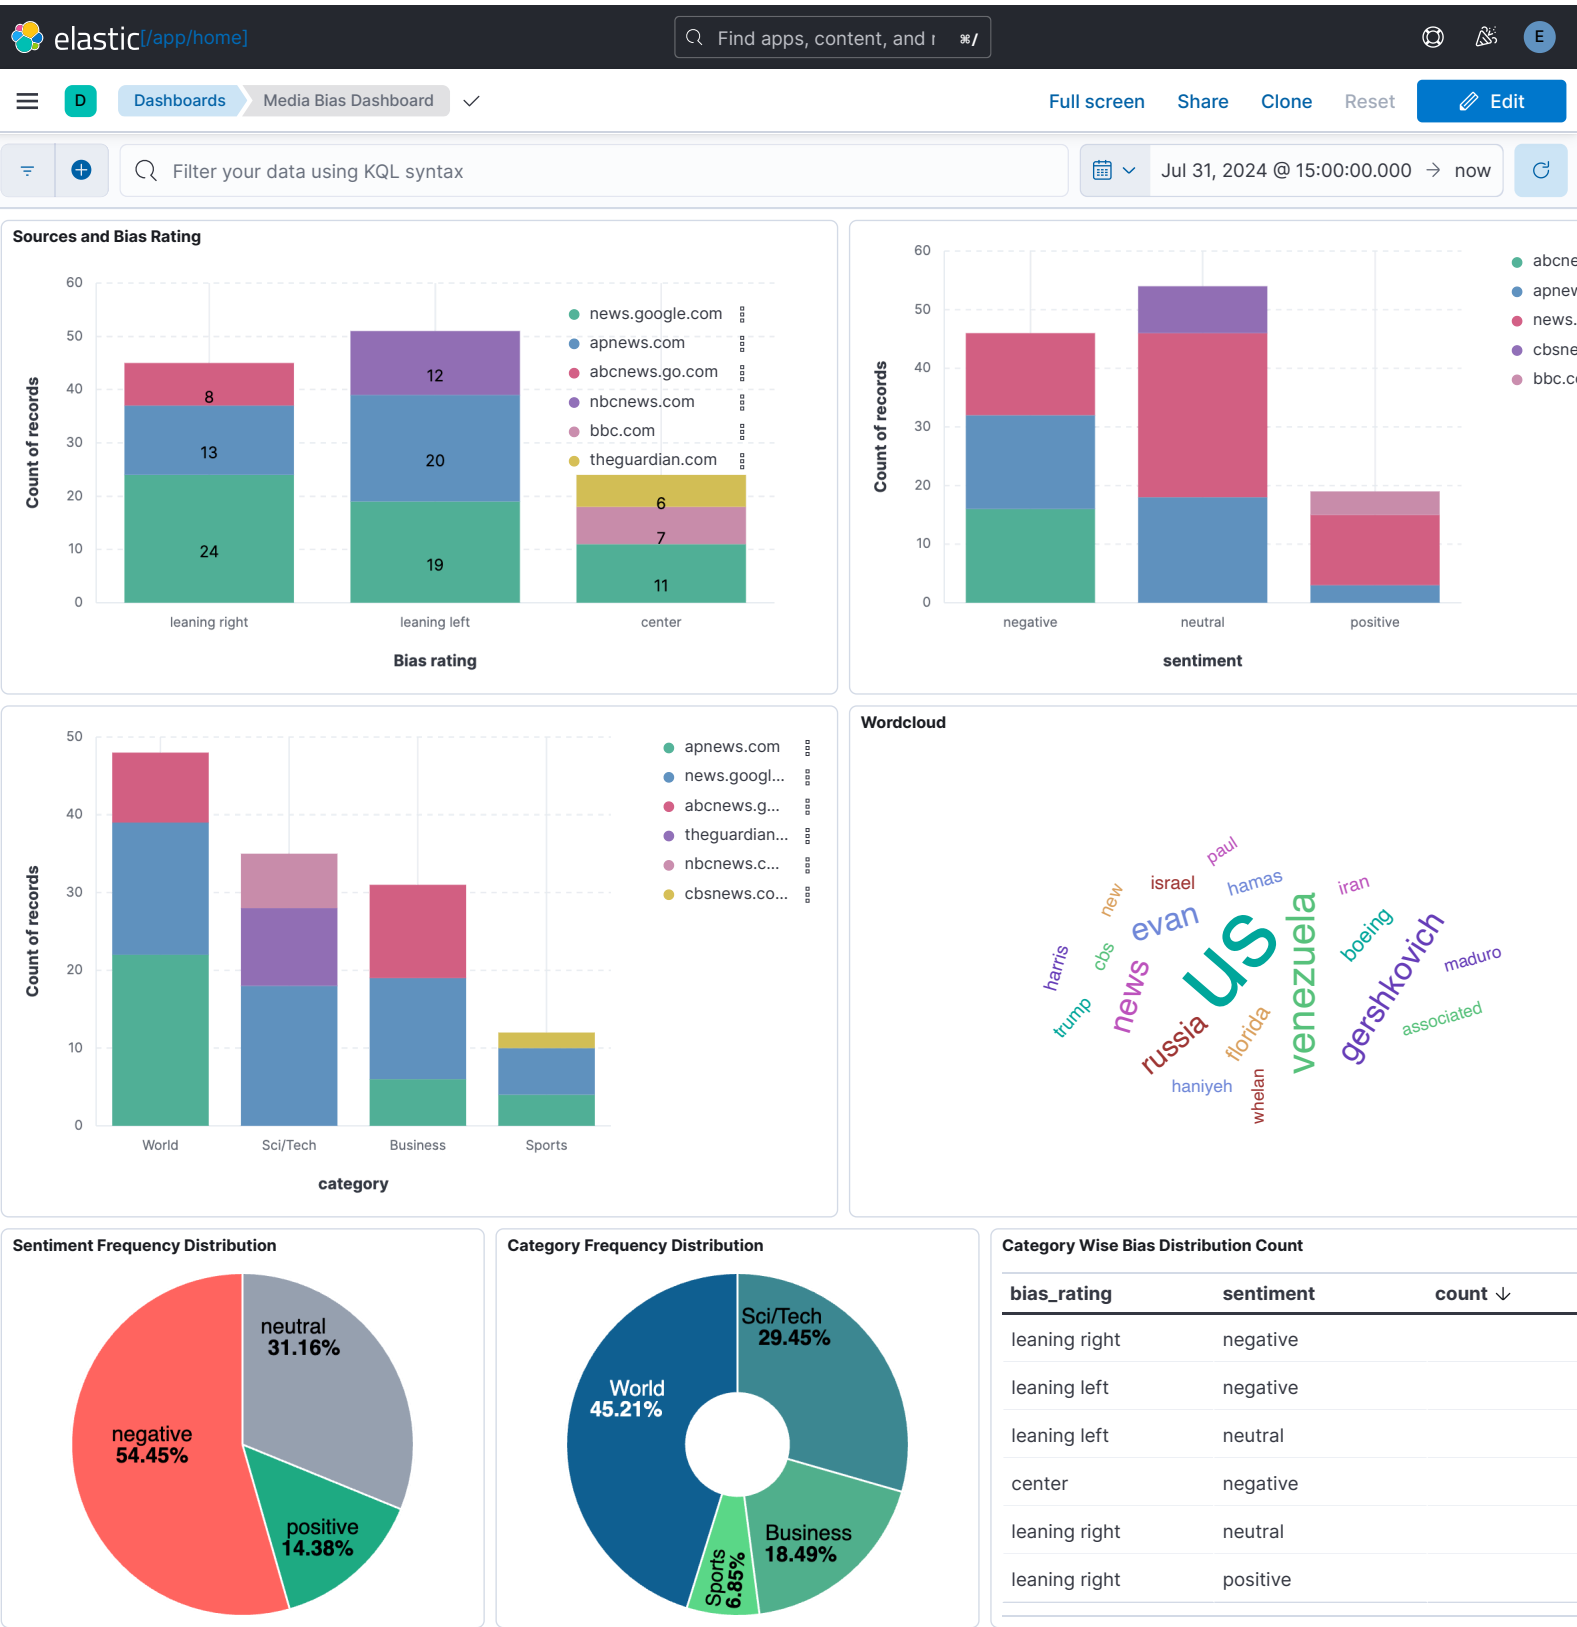 elastic[/app/home]
Find apps, content, and r ⌘/
E
D Dashboards Media Bias Dashboard Full screen Share Clone Reset Edit
Filter your data using KQL syntax Jul 31, 2024 @ 15:00:00.000 → now
Sources and Bias Rating
Count of records
60
50
40
30
20
10
0
8
13
24
12
20
19
6
7
11
news.google.com
apnews.com
abcnews.go.com
nbcnews.com
bbc.com
theguardian.com
leaning right leaning left center
Bias rating
Count of records
60
50
40
30
20
10
0
abcne
apnew
news.
cbsne
bbc.c
negative neutral positive
sentiment
Count of records
50
40
30
20
10
0
apnews.com
news.googl...
abcnews.g...
theguardian...
nbcnews.c...
cbsnews.co...
World Sci/Tech Business Sports
category
Wordcloud
paul
israel
hamas
iran
new
evan
us
venezuela
boeing
gershkovich
maduro
harris
cbs
news
trump
russia
florida
associated
haniyeh
whelan
Sentiment Frequency Distribution
neutral
31.16%
negative
54.45%
positive
14.38%
Category Frequency Distribution
Sci/Tech
29.45%
World
45.21%
Business
18.49%
Sports
6.85%
Category Wise Bias Distribution Count
bias_rating sentiment count ↓
leaning right negative
leaning left negative
leaning left neutral
center negative
leaning right neutral
leaning right positive